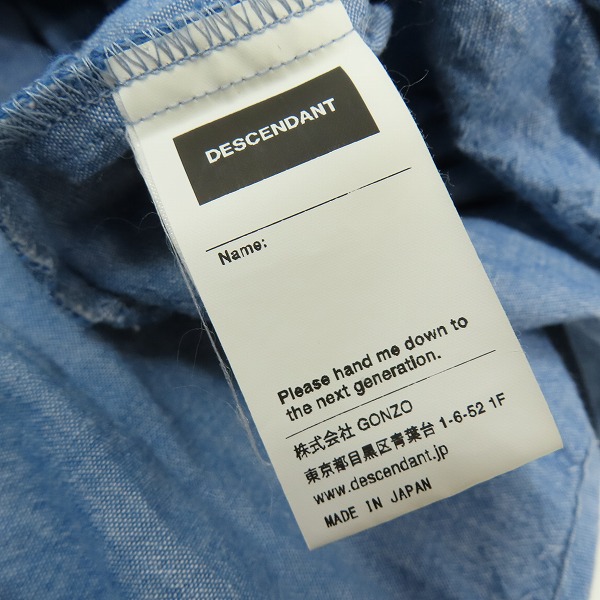 DESCENDANT
Name:
Please hand me down to
the next generation.
株式会社 GONZO
東京都目黒区青葉台 1-6-52 1F
www.descendant.jp
MADE IN JAPAN